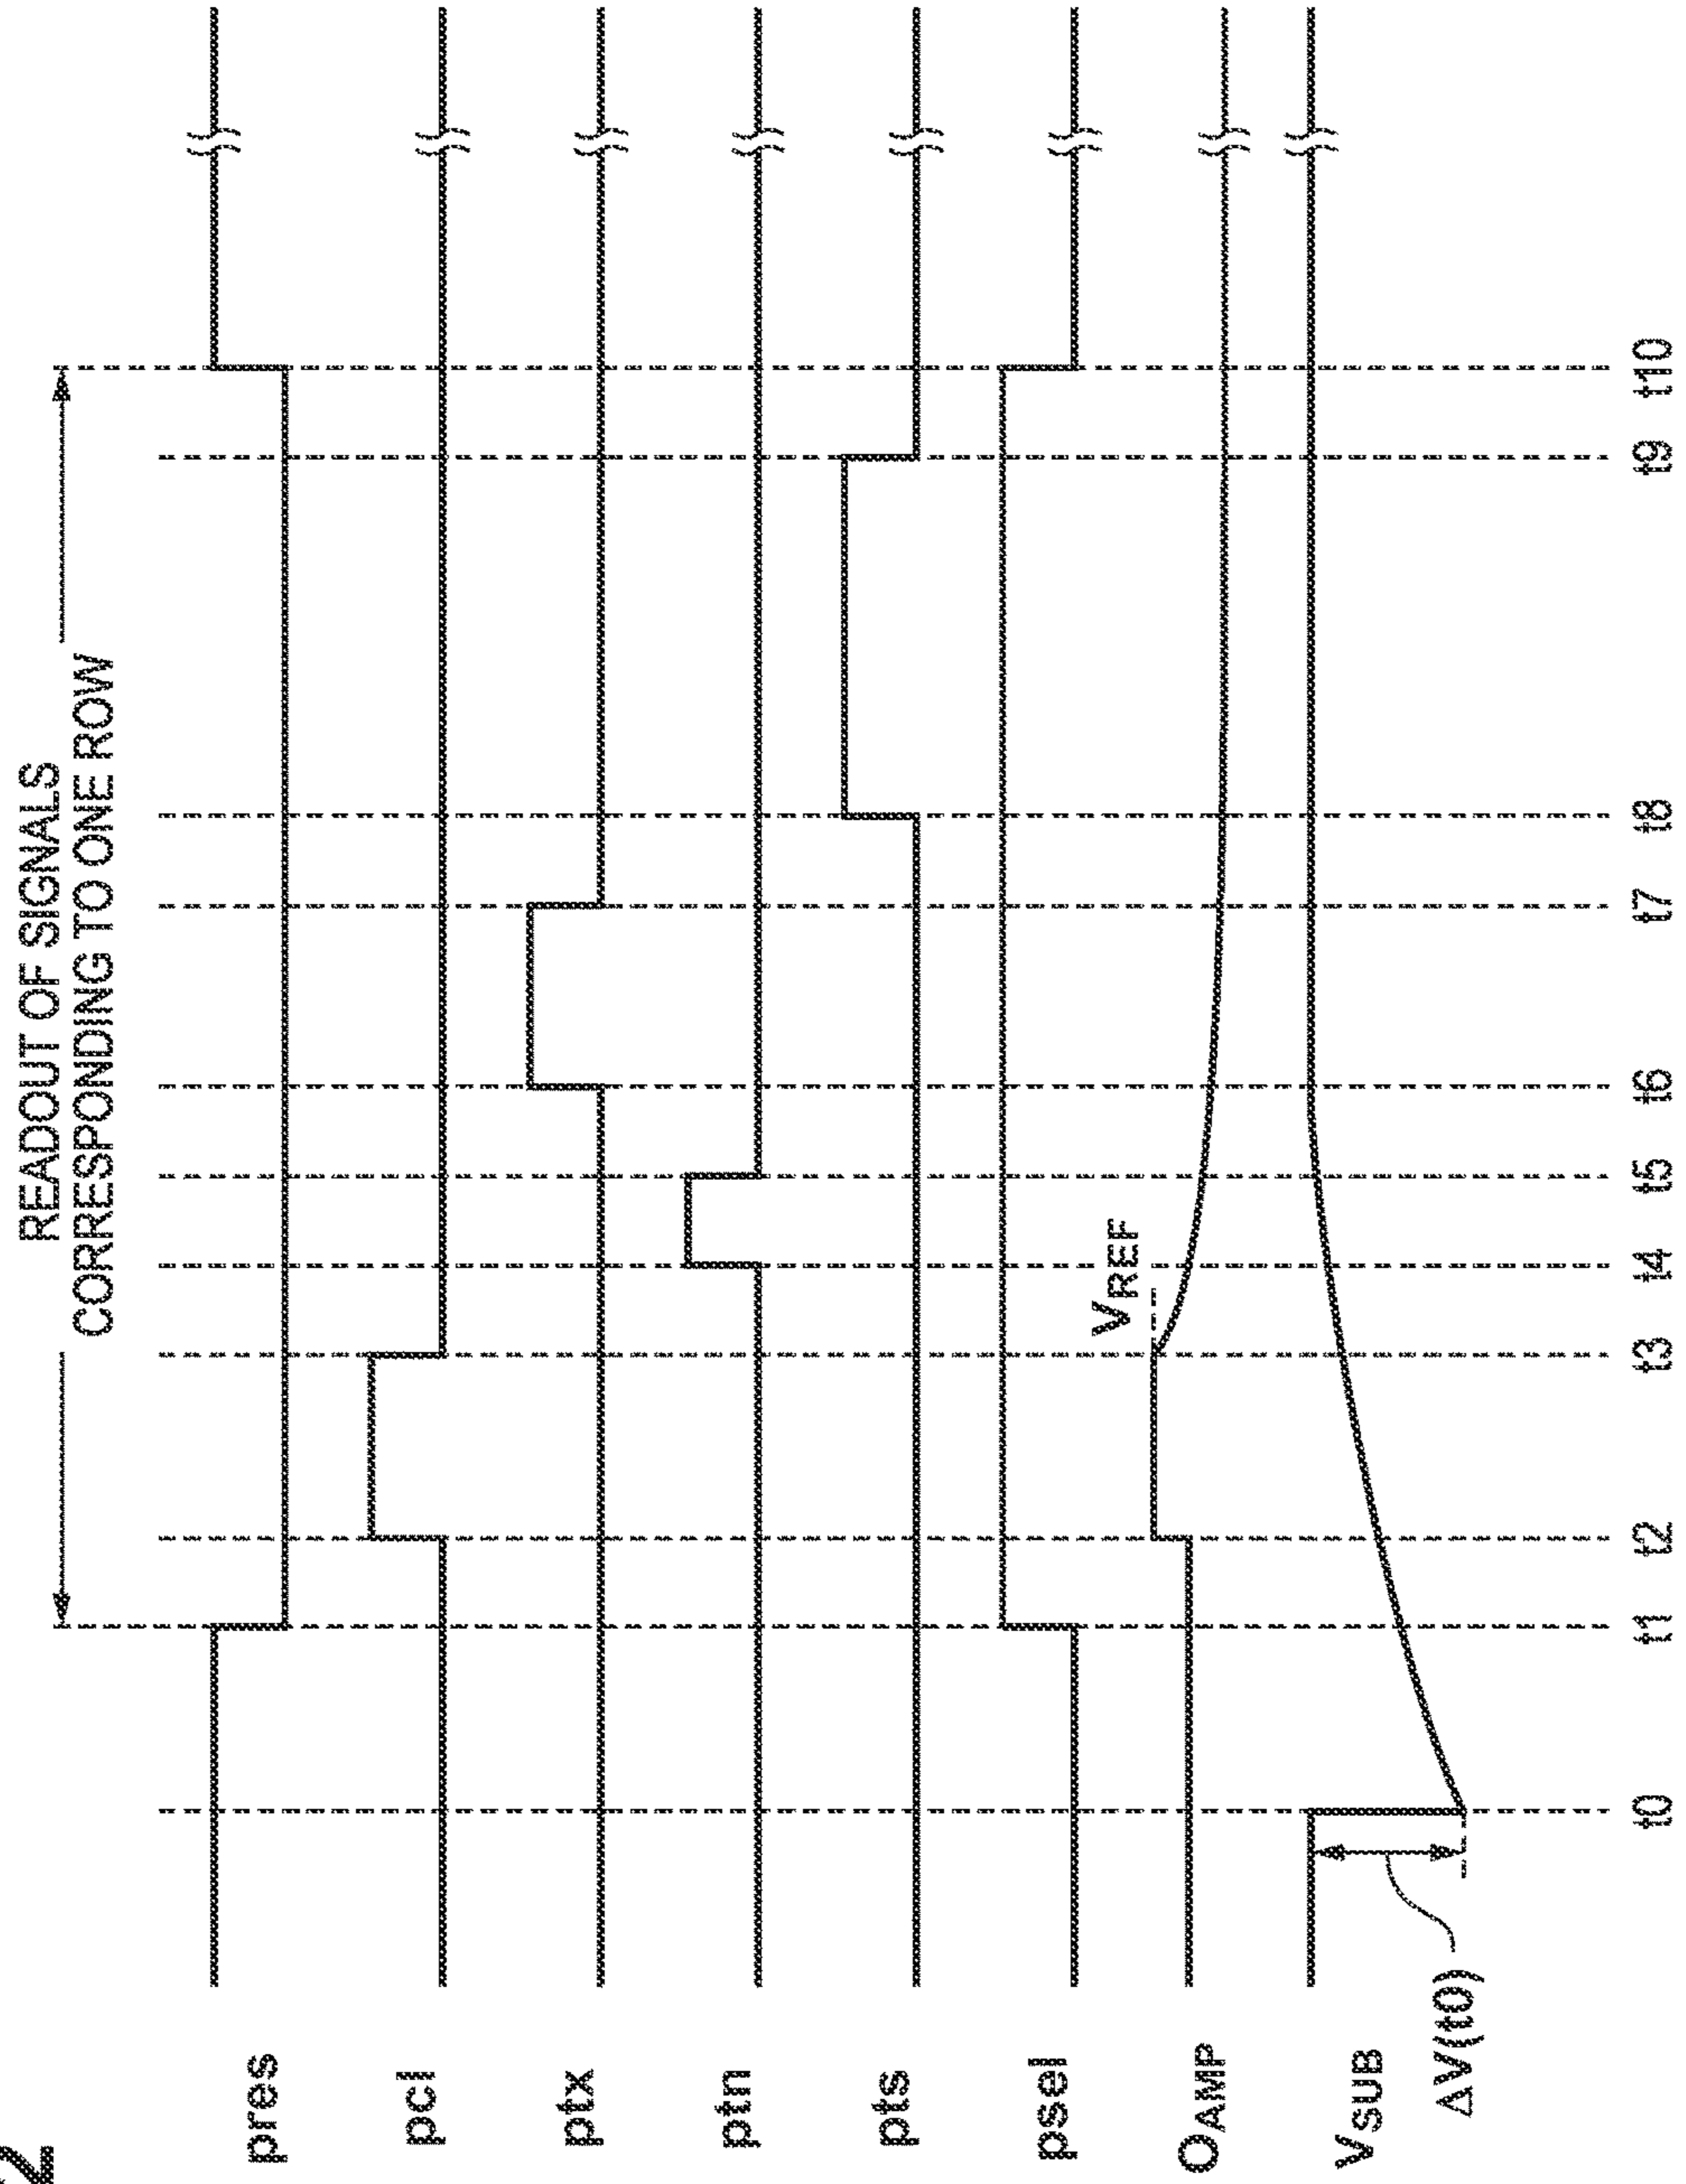 2
READOUT OF SIGNALS
CORRESPONDING TO ONE ROW
pres
pcl
ptx
ptn
pts
psel
OAMP
VREF
VSUB
ΔV(t0)
t0 t1 t2 t3 t4 t5 t6 t7 t8 t9 t10